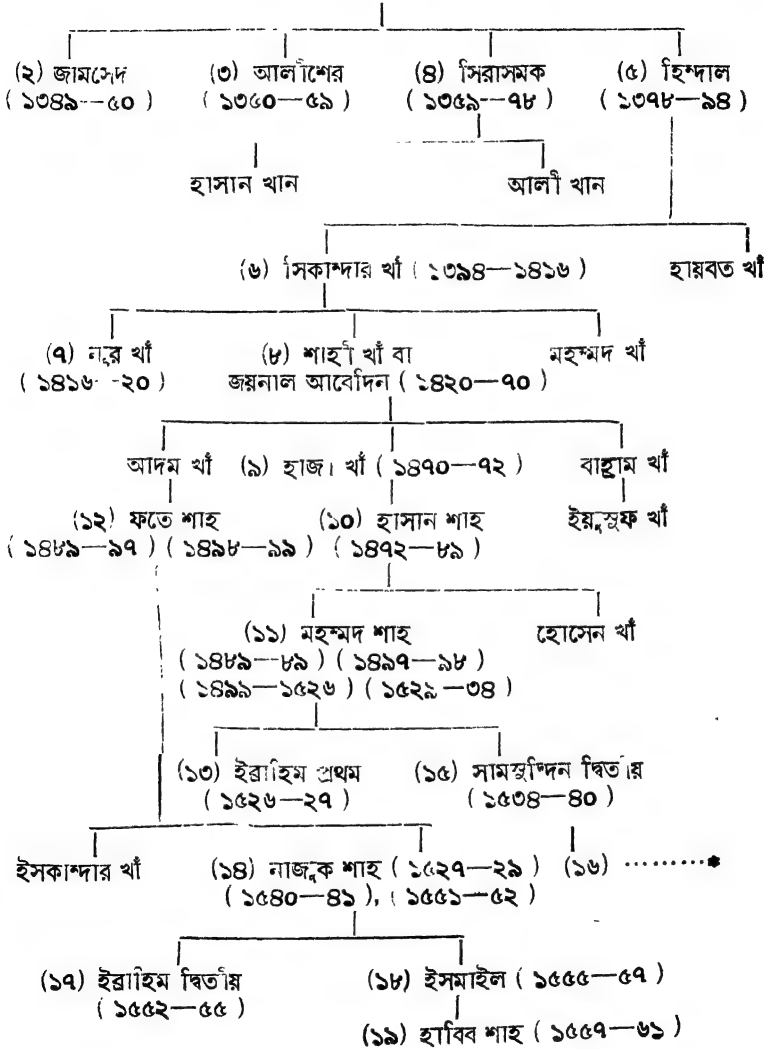 (২) জামসেদ (৩) আলীশের (৪) সিরাসমক (৫) হিন্দাল
(১৩৪৯—৫০) (১৩৫০—৫৯) (১৩৫৯—৭৮) (১৩৭৮—৯৪)
হাসান খান আলী খান
(৬) সিকান্দার খাঁ (১৩৯৪—১৪১৬) হায়বত খাঁ
(৭) নূর খাঁ (৮) শাহী খাঁ বা মহম্মদ খাঁ
(১৪১৬—২০) জয়নাল আবেদিন (১৪২০—৭০)
আদম খাঁ (৯) হাজী খাঁ (১৪৭০—৭২) বাহ্রাম খাঁ
(১২) ফতে শাহ (১০) হাসান শাহ ইয়ুসুফ খাঁ
(১৪৮৯—৯৭) (১৪৯৮—৯৯) (১৪৭২—৮৯)
(১১) মহম্মদ শাহ হোসেন খাঁ
(১৪৮৯—৮৯) (১৪৯৭—৯৮)
(১৪৯৯—১৫২৬) (১৫২৯—৩৪)
(১৩) ইব্রাহিম প্রথম (১৫) সামসুদ্দিন দ্বিতীয়
(১৫২৬—২৭) (১৫৩৪—৪০)
ইসকান্দার খাঁ (১৪) নাজুক শাহ (১৫২৭—২৯) (১৬) .........*
(১৫৪০—৪১), (১৫৫১—৫২)
(১৭) ইব্রাহিম দ্বিতীয় (১৮) ইসমাইল (১৫৫৫—৫৭)
(১৫৫২—৫৫)
(১৯) হাবিব শাহ (১৫৫৭—৬১)